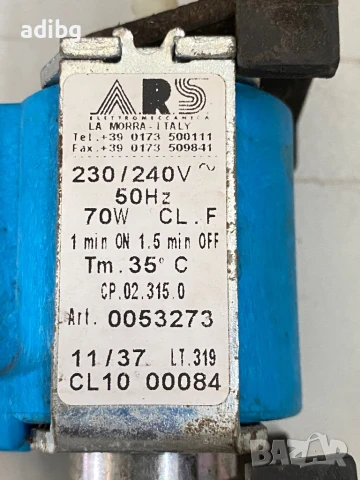 adibg
ARS
ELETTROMECCANICA
LA MORRA-ITALY
Tel.+39 0173 500111
Fax.+39 0173 509841
230/240V ~
50Hz
70W CL.F
1 min ON 1.5 min OFF
Tm.35° C
CP.02.315.0
Art. 0053273
11/37 LT.319
CL10 00084
BAZAR